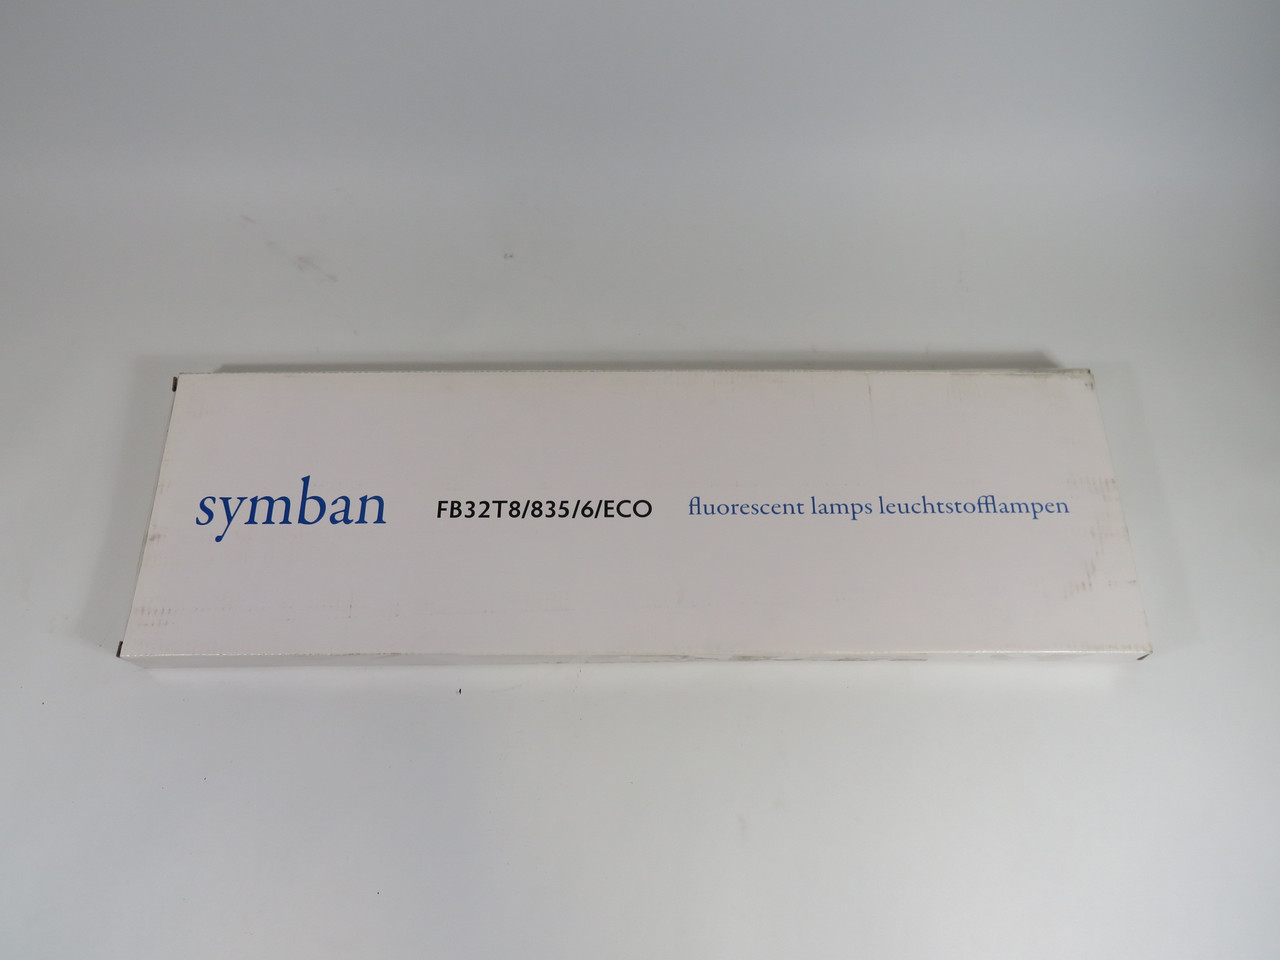 symban FB32T8/835/6/ECO fluorescent lamps leuchtstofflampen